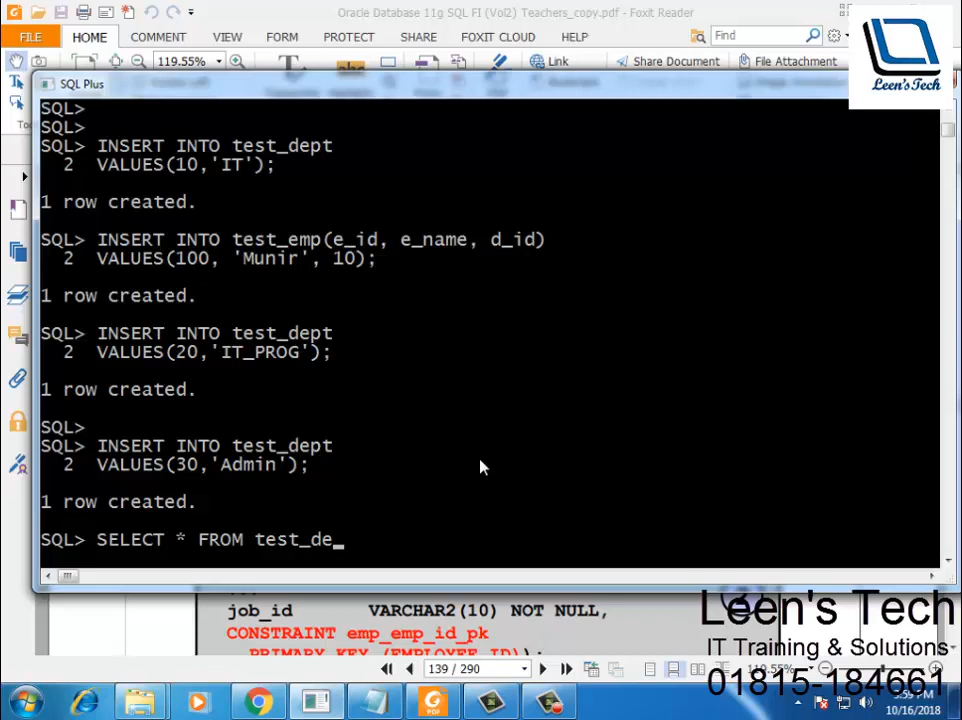 Oracle Database 11g SQL FI (Vol2) Teachers_copy.pdf - Foxit Reader
FILE HOME COMMENT VIEW FORM PROTECT SHARE FOXIT CLOUD HELP Find
119.55% Link Share Document File Attachment
Leen'sTech
SQL Plus
SQL>
SQL>
SQL> INSERT INTO test_dept
2 VALUES(10,'IT');
1 row created.
SQL> INSERT INTO test_emp(e_id, e_name, d_id)
2 VALUES(100, 'Munir', 10);
1 row created.
SQL> INSERT INTO test_dept
2 VALUES(20,'IT_PROG');
1 row created.
SQL>
SQL> INSERT INTO test_dept
2 VALUES(30,'Admin');
1 row created.
SQL> SELECT * FROM test_de_
job_id VARCHAR2(10) NOT NULL,
CONSTRAINT emp_emp_id_pk
PRIMARY KEY (EMPLOYEE_ID));
Leen's Tech
IT Training & Solutions
01815-184661
139 / 290
10/16/2018